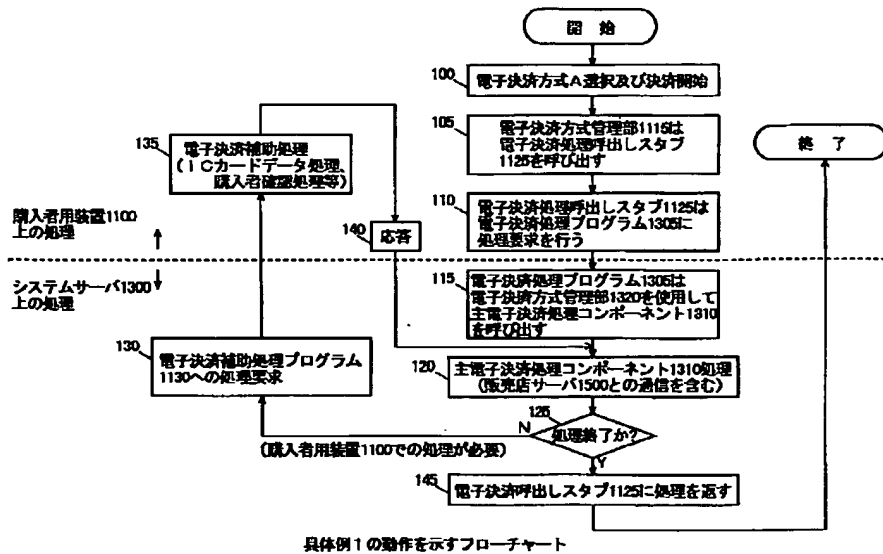 開 始
100
電子決済方式A選択及び決済開始
105
電子決済方式管理部1115は
電子決済処理呼出しスタブ
1125を呼び出す
110
電子決済処理呼出しスタブ1125は
電子決済処理プログラム1305に
処理要求を行う
終 了
135
電子決済補助処理
(ICカードデータ処理、
購入者確認処理等)
140
応答
購入者用装置1100
上の処理
システムサーバ1300
上の処理
115
電子決済処理プログラム1305は
電子決済方式管理部1320を使用して
主電子決済処理コンポーネント1310
を呼び出す
130
電子決済補助処理プログラム
1130への処理要求
120
主電子決済処理コンポーネント1310処理
(販売店サーバ1500との通信を含む)
125
処理終了か?
N
(購入者用装置1100での処理が必要)
Y
145
電子決済呼出しスタブ1125に処理を返す
具体例1の動作を示すフローチャート